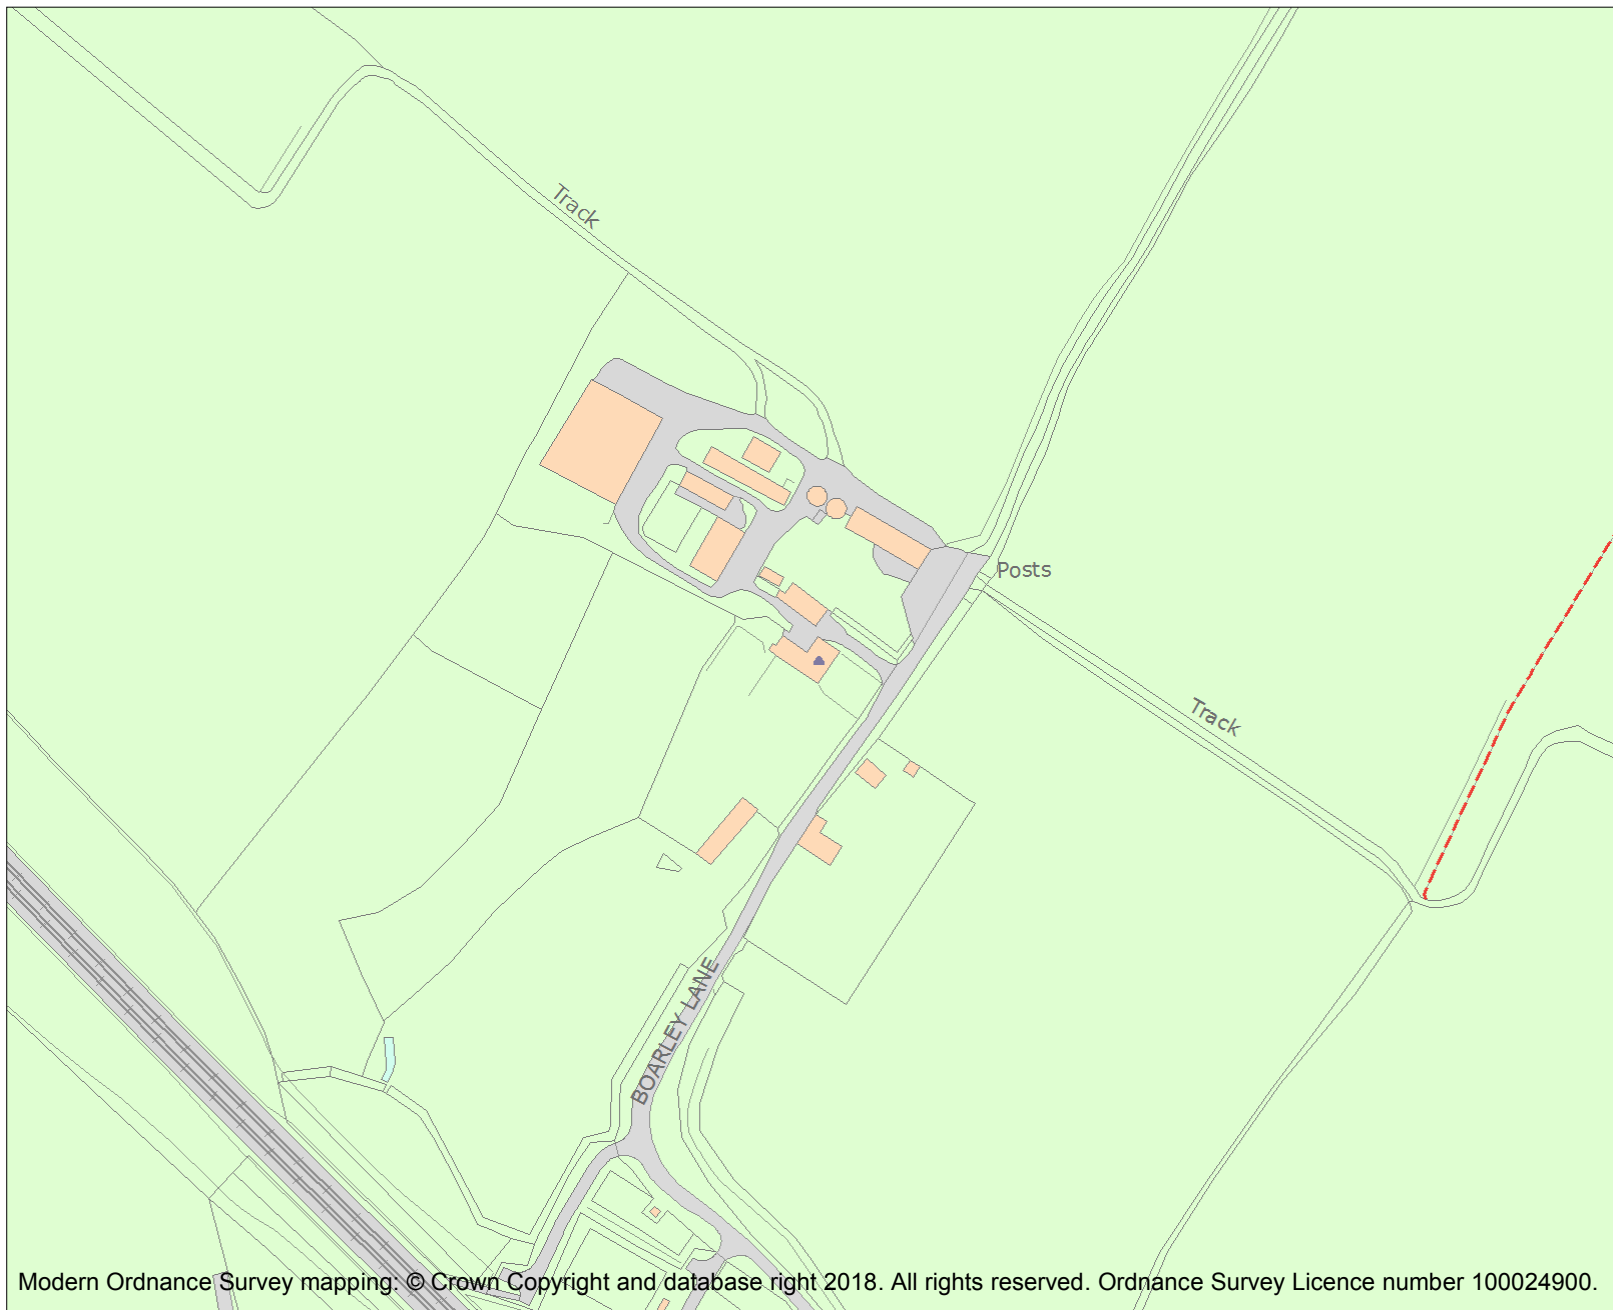 Track
Posts
Track
BOARLEY LANE
Modern Ordnance Survey mapping: © Crown Copyright and database right 2018. All rights reserved. Ordnance Survey Licence number 100024900.